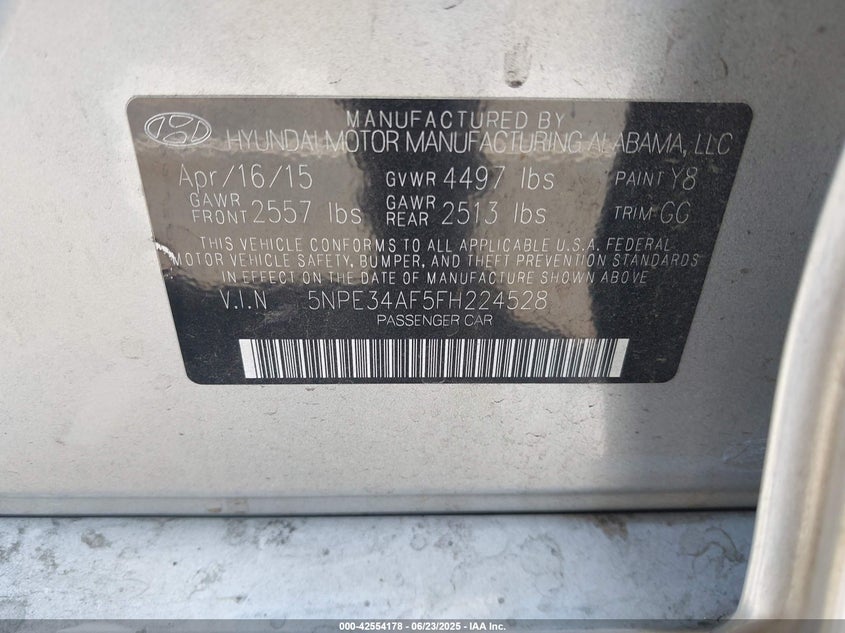 MANUFACTURED BY
HYUNDAI MOTOR MANUFACTURING ALABAMA, LLC
Apr/16/15 GVWR 4497 lbs PAINT Y8
GAWR FRONT 2557 lbs GAWR REAR 2513 lbs TRIM GG
THIS VEHICLE CONFORMS TO ALL APPLICABLE U.S.A. FEDERAL
MOTOR VEHICLE SAFETY, BUMPER, AND THEFT PREVENTION STANDARDS
IN EFFECT ON THE DATE OF MANUFACTURE SHOWN ABOVE
V.I.N 5NPE34AF5FH224528
PASSENGER CAR
000-42554178 - 06/23/2025 - IAA Inc.